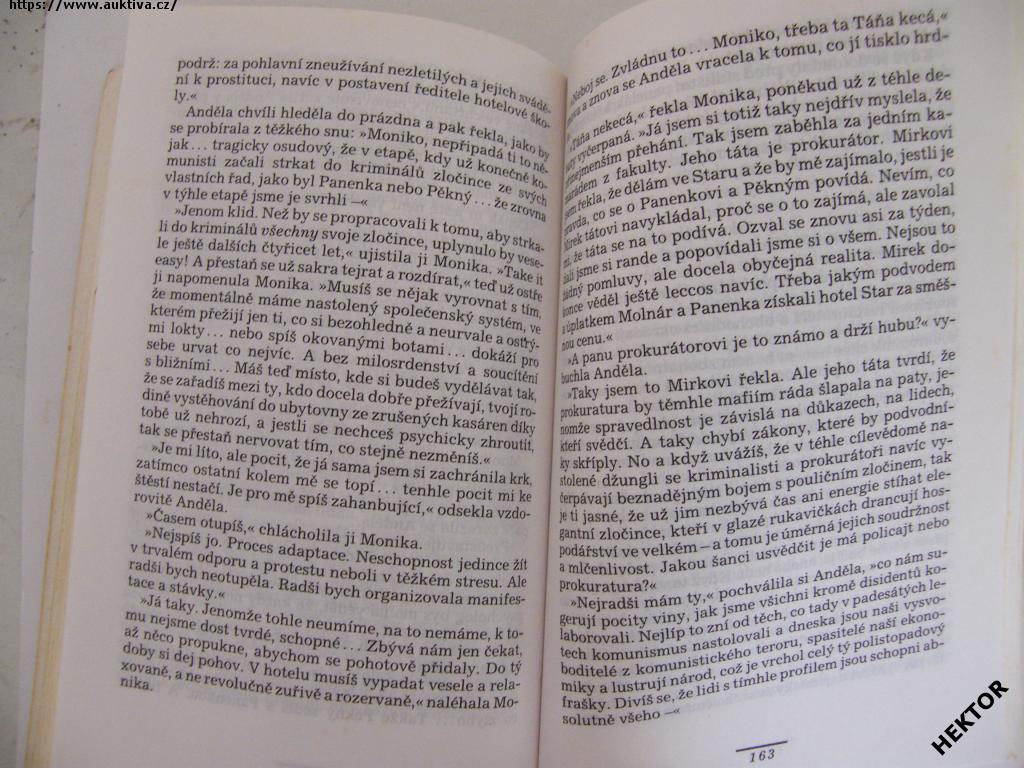 https://www.auktiva.cz/
podrž: za pohlavní zneužívání nezletilých a jejich svádě-
ní k prostituci, navíc v postavení ředitele hotelové ško-
ly.«
Anděla chvíli hleděla do prázdna a pak řekla, jako by
se probírala z těžkého snu: »Moniko, nepřipadá ti to ně-
jak... tragicky osudový, že v etapě, kdy už konečně ko-
munisti začali strkat do kriminálů zločince ze svých
vlastních řad, jako byl Panenka nebo Pěkný... že zrovna
v týhle etapě jsme je svrhli –«
»Jenom klid. Než by se propracovali k tomu, aby strka-
li do kriminálů všechny svoje zločince, uplynulo by vese-
le ještě dalších čtyřicet let,« ujistila ji Monika. »Take it
easy! A přestaň se už sakra tejrat a rozdírat,« teď už ostře
ji napomenula Monika. »Musíš se nějak vyrovnat s tím,
že momentálně máme nastolený společenský systém, ve
kterém přežijí jen ti, co si bezohledně a neurvale a ostrý-
mi lokty... nebo spíš okovanými botami... dokáží pro
sebe urvat co nejvíc. A bez milosrdenství a soucítění
s bližními... Máš teď místo, kde si budeš vydělávat tak,
že se zařadíš mezi ty, kdo docela dobře přežívají, tvojí ro-
dině vystěhování do ubytovny ze zrušených kasáren díky
tobě už nehrozí, a jestli se nechceš psychicky zhroutit,
tak se přestaň nervovat tím, co stejně nezměníš.«
»Je mi líto, ale pocit, že já sama jsem si zachránila krk,
zatímco ostatní kolem mě se topí... tenhle pocit mi ke
štěstí nestačí. Je pro mě spíš zahanbující,« odsekla vzdo-
rovitě Anděla.
»Časem otupíš,« chlácholila ji Monika.
»Nejspíš jo. Proces adaptace. Neschopnost jedince žít
v trvalém odporu a protestu neboli v těžkém stresu. Ale
radši bych neotupěla. Radši bych organizovala manifes-
tace a stávky.«
»Já taky. Jenomže tohle neumíme, na to nemáme, k to-
mu nejsme dost tvrdé, schopné... Zbývá nám jen čekat,
až něco propukne, abychom se pohotově přidaly. Do tý
doby si dej pohov. V hotelu musíš vypadat vesele a rela-
xovaně, a ne revolučně zuřivě a rozervaně,« naléhala Mo-
nika.
»Neboj se. Zvládnu to... Moniko, třeba ta Táňa kecá,«
znova a znova se Anděla vracela k tomu, co jí tisklo hrd-
»Táňa nekecá,« řekla Monika, poněkud už z téhle de-
baty vyčerpaná. »Já jsem si totiž taky nejdřív myslela, že
přinejmenším přehání. Tak jsem zaběhla za jedním ka-
marádem z fakulty. Jeho táta je prokurátor. Mirkovi
jsem řekla, že dělám ve Staru a že by mě zajímalo, jestli je
pravda, co se o Panenkovi a Pěkným povídá. Nevím, co
Mirek tátovi navykládal, proč se o to zajímá, ale zavolal
mi, že táta se na to podívá. Ozval se znovu asi za týden,
dali jsme si rande a popovídali jsme si o všem. Nejsou to
žádný pomluvy, ale docela obyčejná realita. Mirek do-
konce věděl ještě leccos navíc. Třeba jakým podvodem
a úplatkem Molnár a Panenka získali hotel Star za směš-
nou cenu.«
»A panu prokurátorovi je to známo a drží hubu?« vy-
buchla Anděla.
»Taky jsem to Mirkovi řekla. Ale jeho táta tvrdí, že
prokuratura by těmhle mafiím ráda šlapala na paty, je-
nomže spravedlnost je závislá na důkazech, na lidech,
kteří svědčí. A taky chybí zákony, které by podvodní-
ky skříply. No a když uvážíš, že v téhle cílevědomě na-
stolené džungli se kriminalisti a prokurátoři navíc vy-
čerpávají beznadějným bojem s pouličním zločinem, tak
je ti jasné, že už jim nezbývá čas ani energie stíhat ele-
gantní zločince, kteří v glazé rukavičkách drancují hos-
podářství ve velkém – a tomu je úměrná jejich soudržnost
a mlčenlivost. Jakou šanci usvědčit je má policajt nebo
prokuratura?«
»Nejradši mám ty,« pochválila si Anděla, »co nám su-
gerují pocity viny, jak jsme všichni kromě disidentů ko-
laborovali. Nejlíp to zní od těch, co tady v padesátých le-
tech komunismus nastolovali a dneska jsou naši vysvo-
boditelé z komunistického teroru, spasitelé naší ekono-
miky a lustrují národ, což je vrchol celý tý polistopadový
frašky. Divíš se, že lidi s tímhle profilem jsou schopni ab-
solutně všeho –«
163
HEKTOR